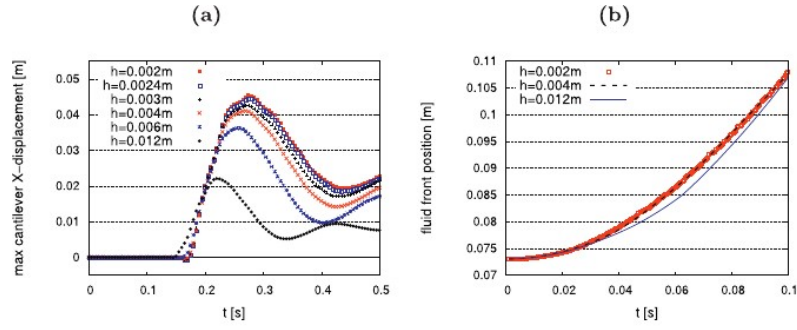 (a)
max cantilever X-displacement [m]
0.05
0.04
0.03
0.02
0.01
0
h=0.002m
h=0.0024m
h=0.003m
h=0.004m
h=0.006m
h=0.012m
0 0.1 0.2 0.3 0.4 0.5
t [s]
(b)
fluid front position [m]
0.11
0.105
0.1
0.095
0.09
0.085
0.08
0.075
0.07
h=0.002m
h=0.004m
h=0.012m
0 0.02 0.04 0.06 0.08 0.1
t [s]